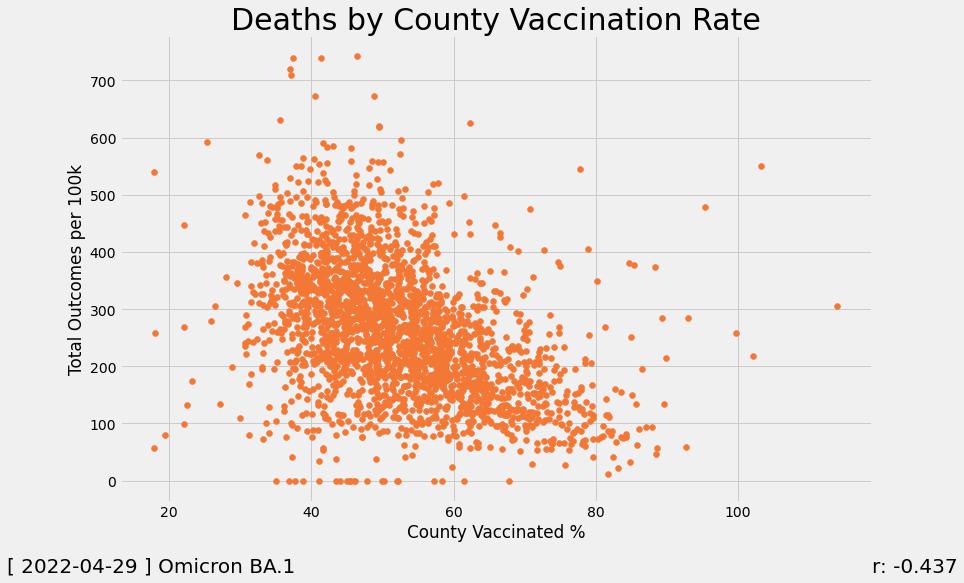 Deaths by County Vaccination Rate
700
600
500
400
300
200
100
0
Total Outcomes per 100k
20 40 60 80 100
County Vaccinated %
[ 2022-04-29 ] Omicron BA.1
r: -0.437